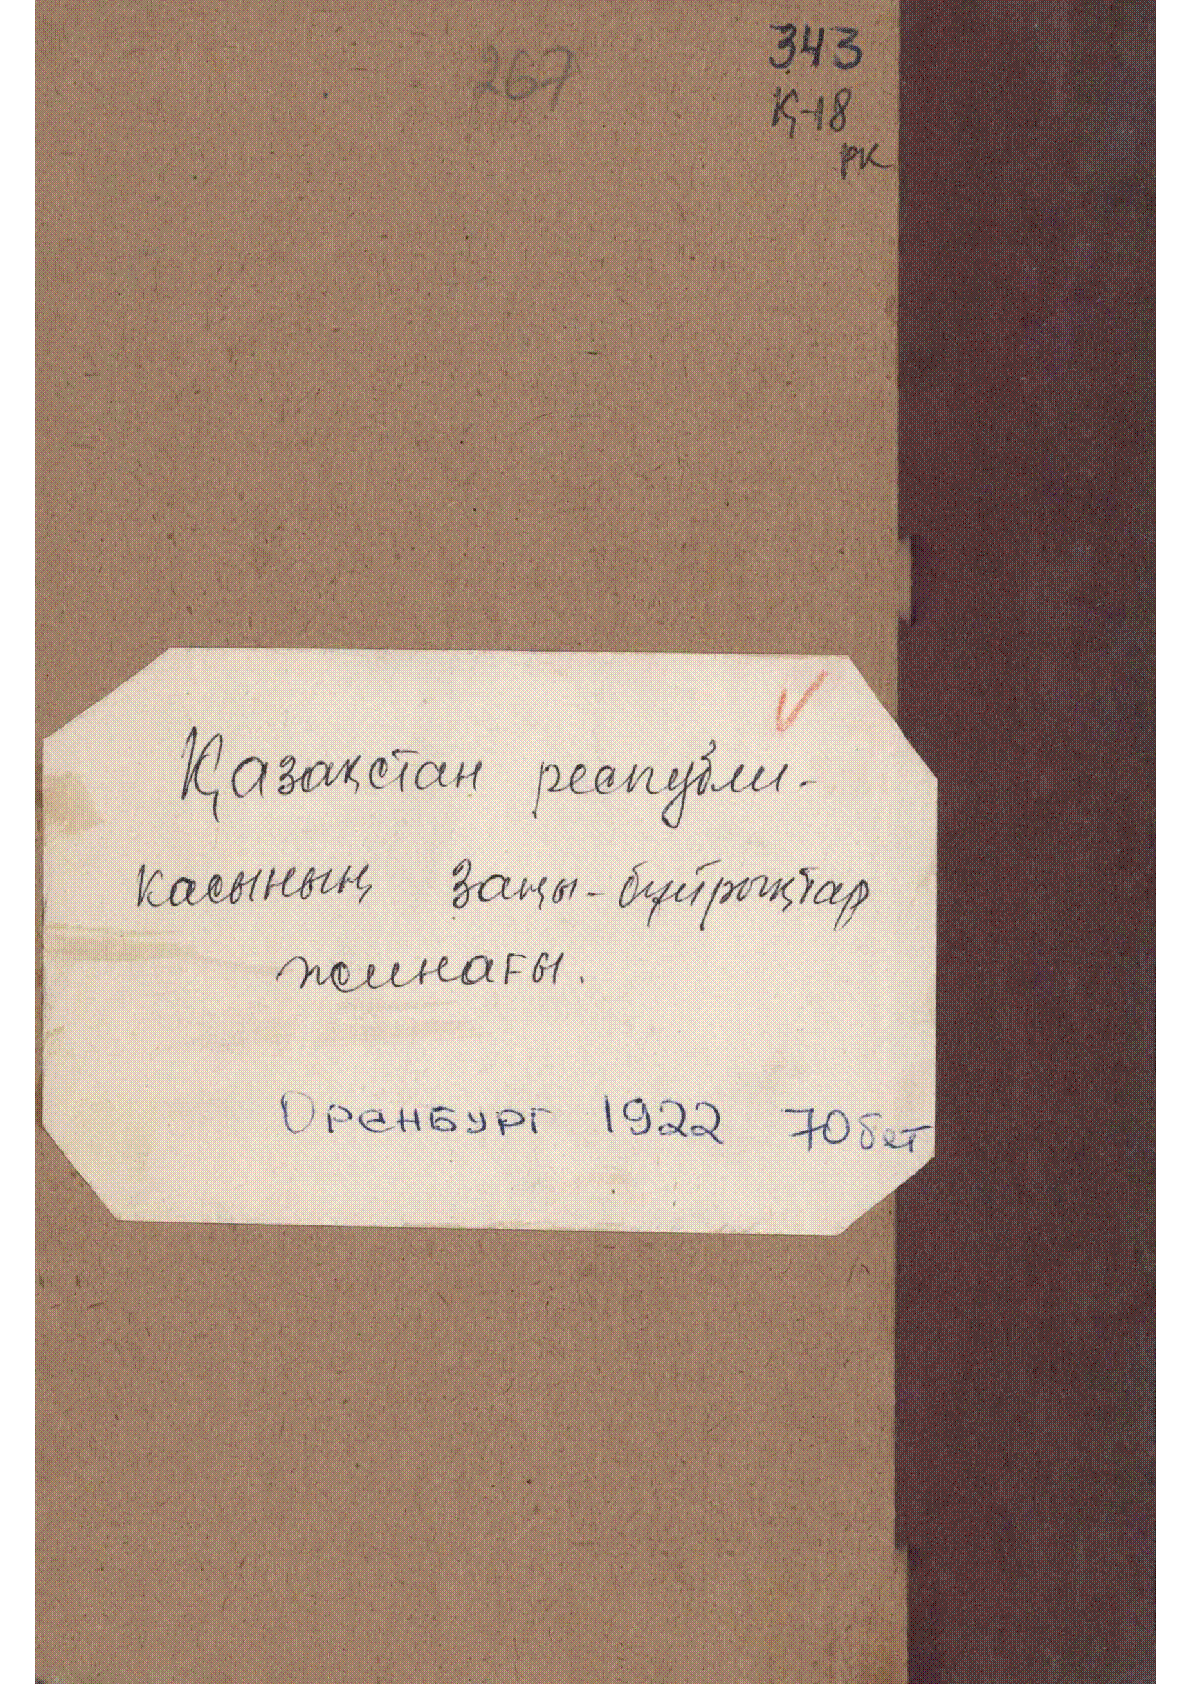 267
343
Қ-18
рк
Қазақстан республи-
касының Заңы-бұйрықтар
жинағы.
Оренбург 1922 70 бет